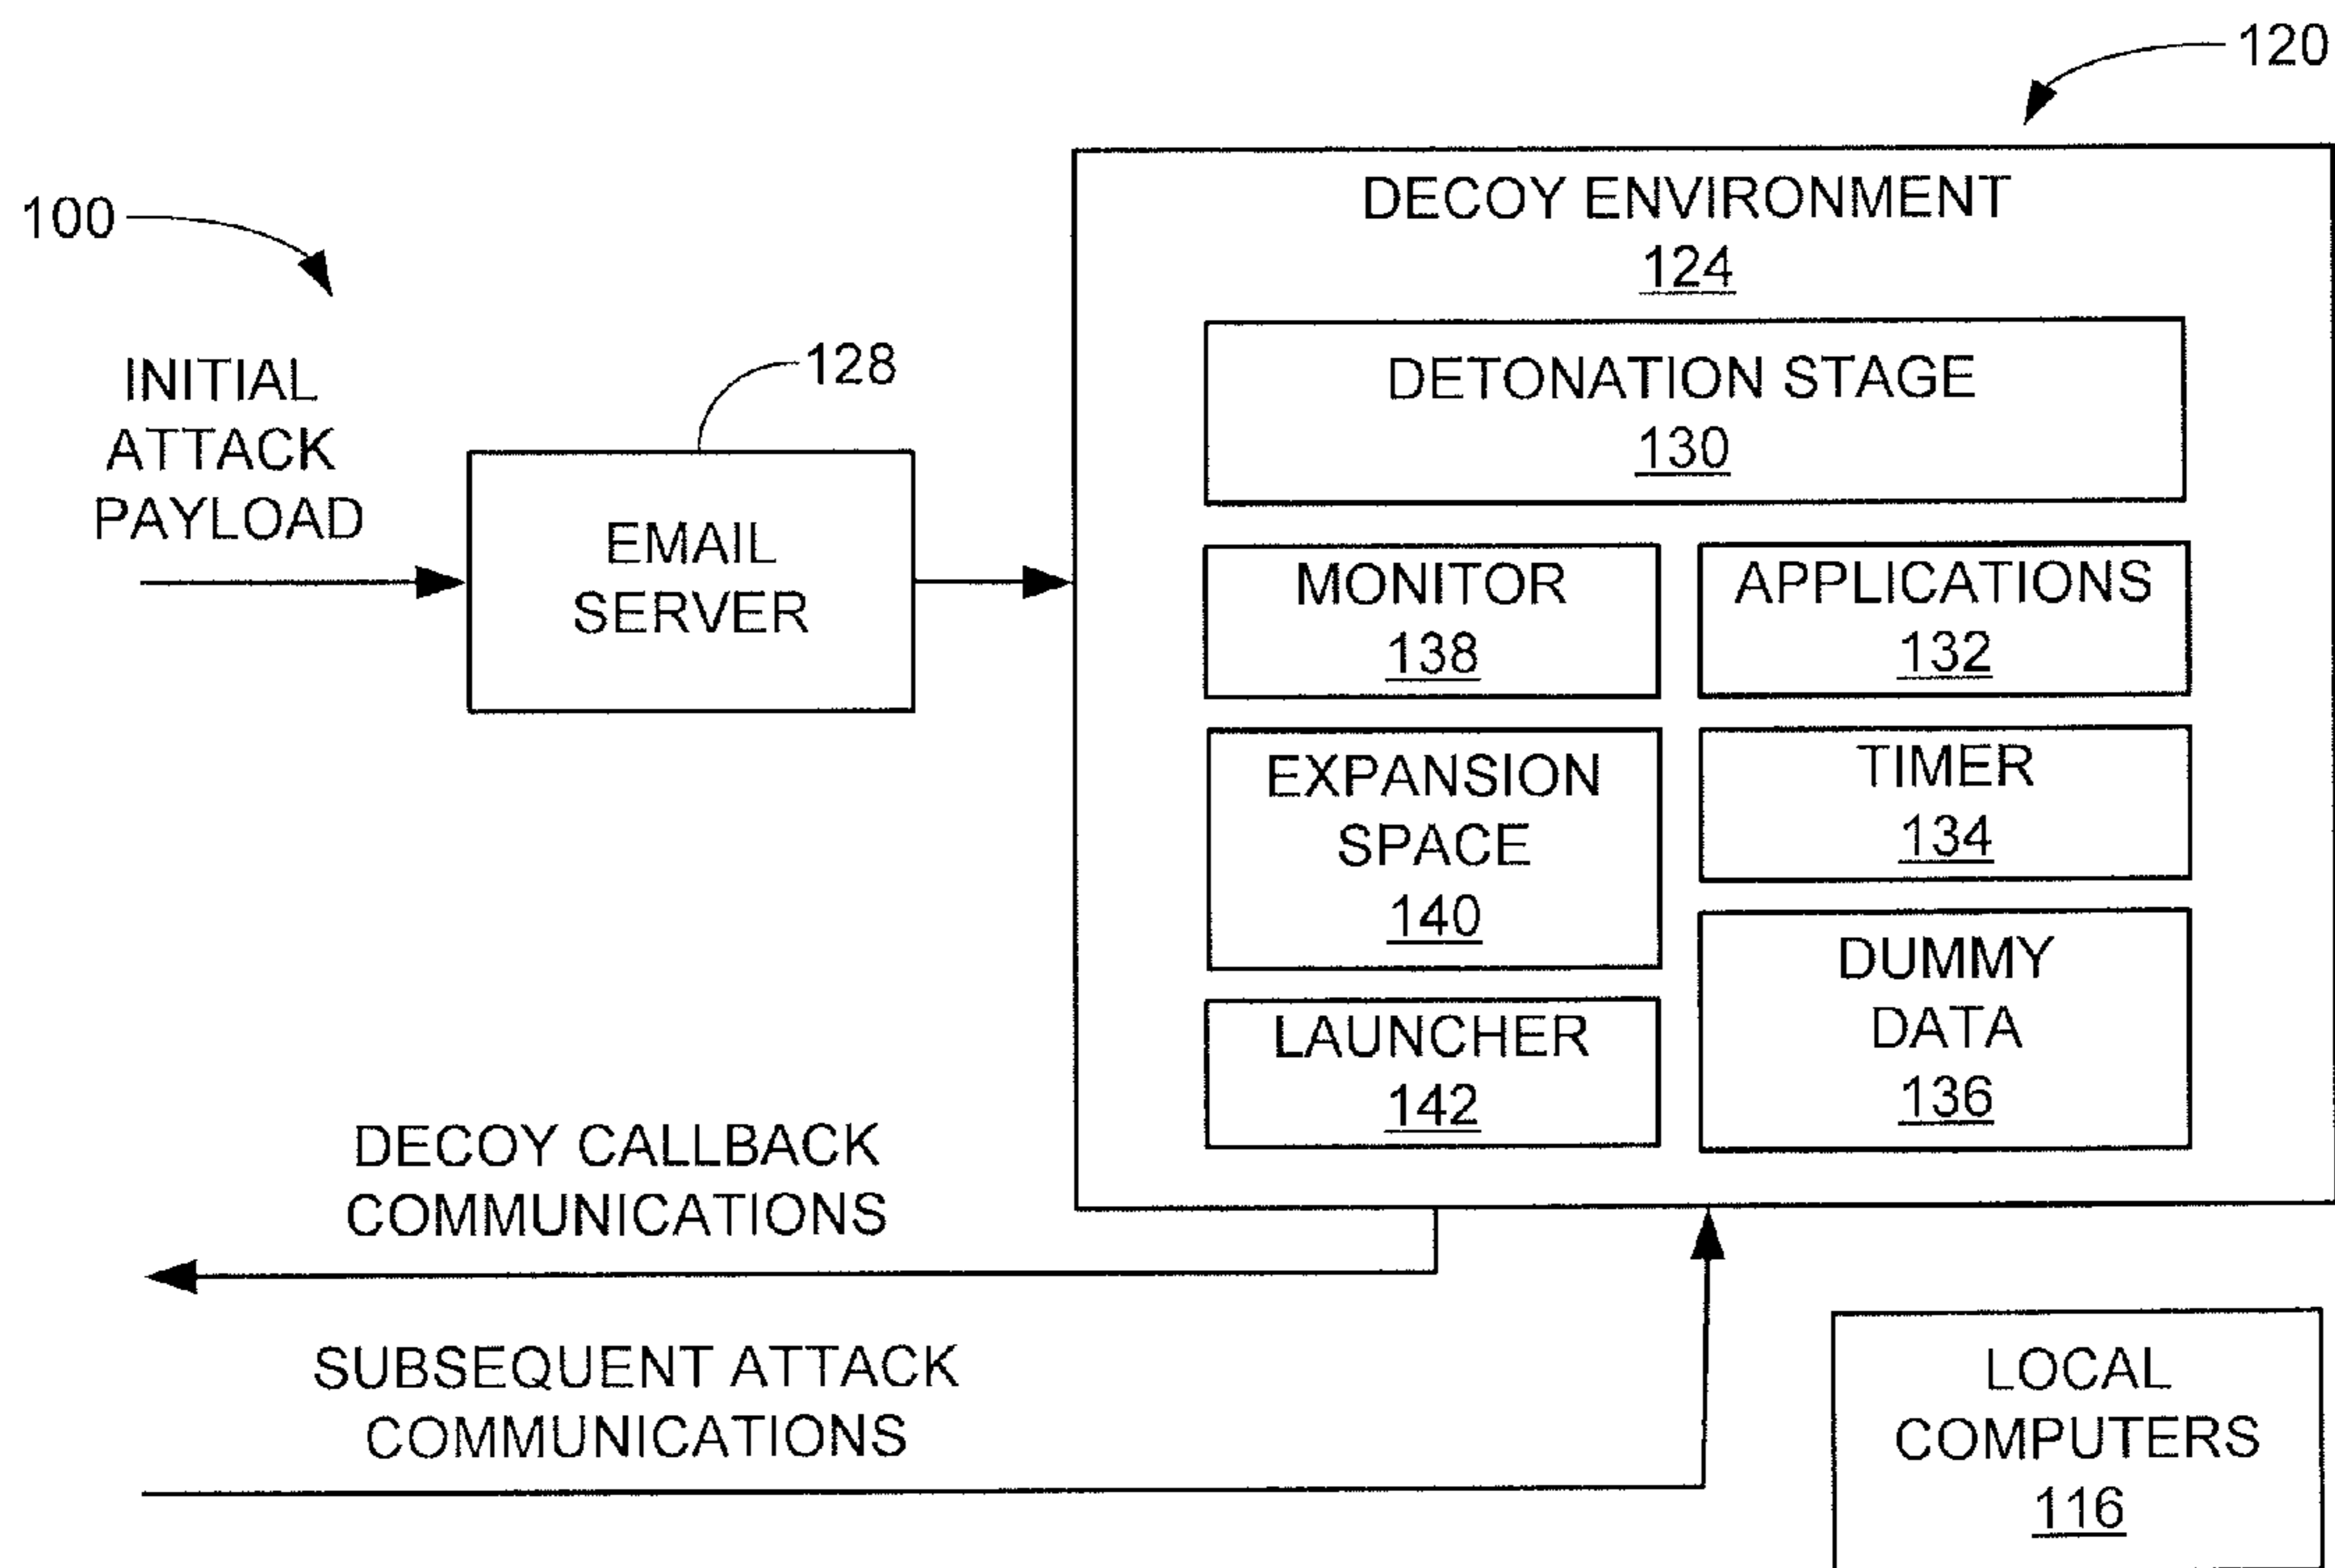 120
100
DECOY ENVIRONMENT
124
INITIAL
ATTACK
PAYLOAD
128
EMAIL
SERVER
DETONATION STAGE
130
MONITOR
138
APPLICATIONS
132
EXPANSION
SPACE
140
TIMER
134
LAUNCHER
142
DUMMY
DATA
136
DECOY CALLBACK
COMMUNICATIONS
SUBSEQUENT ATTACK
COMMUNICATIONS
LOCAL
COMPUTERS
116